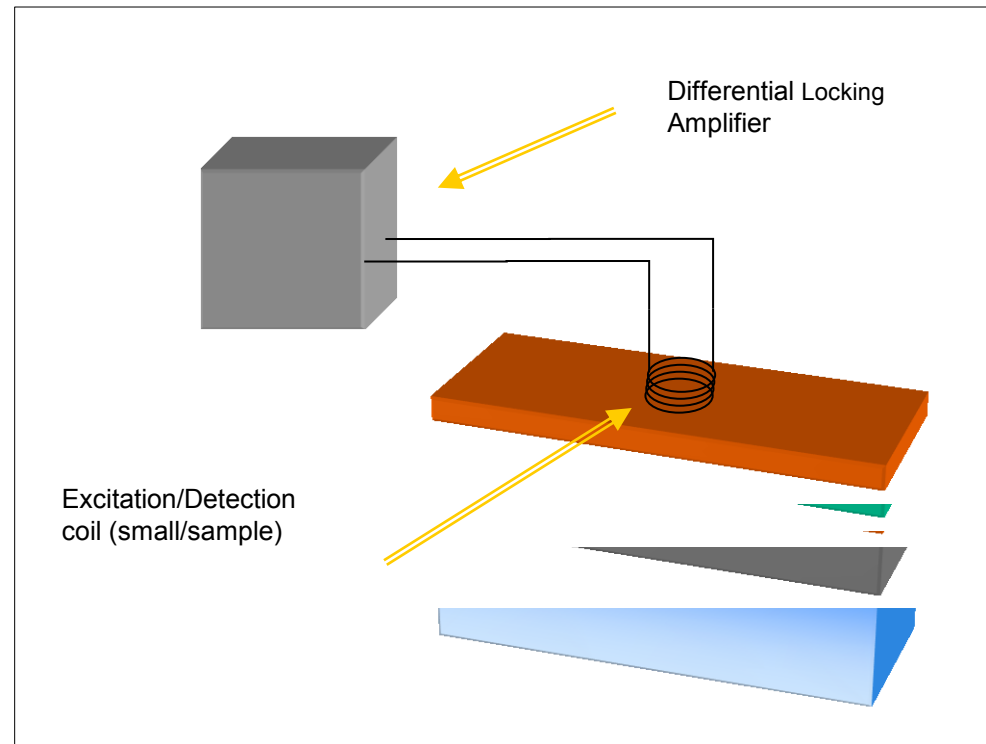 Differential Locking
Amplifier
Excitation/Detection
coil (small/sample)